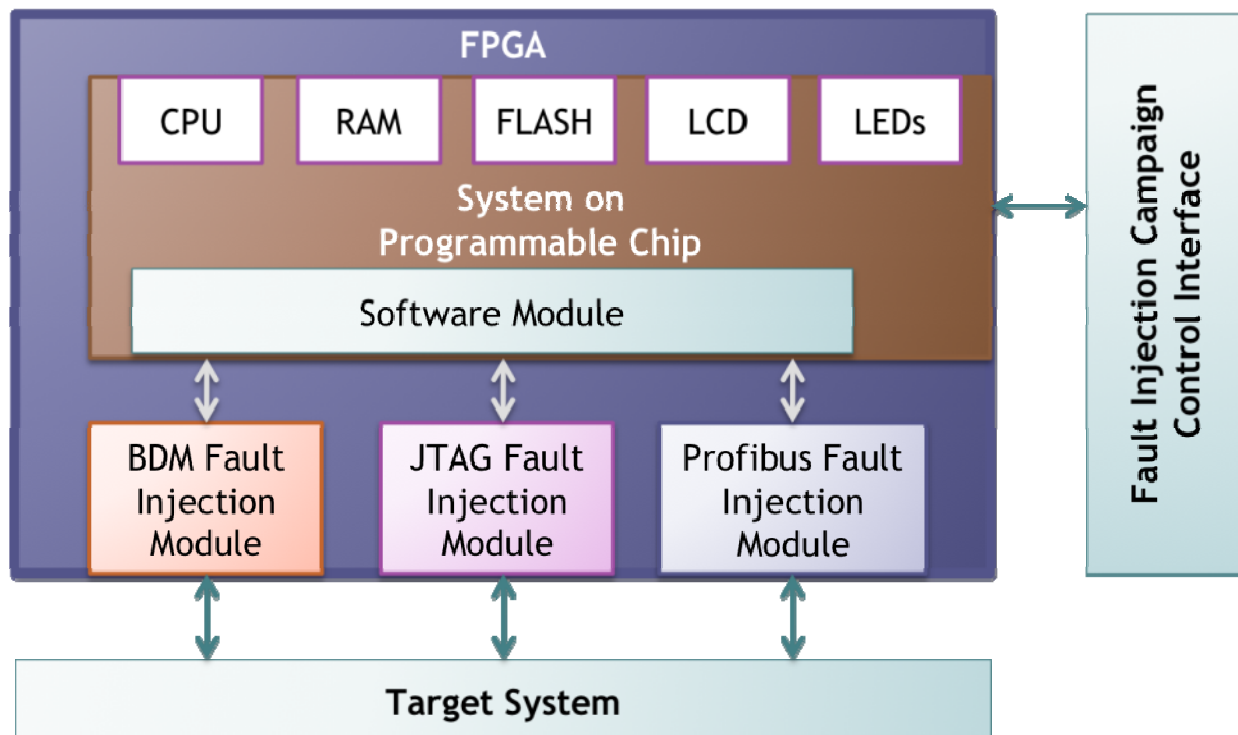 FPGA
CPU
RAM
FLASH
LCD
LEDs
System on
Programmable Chip
Software Module
BDM Fault
Injection
Module
JTAG Fault
Injection
Module
Profibus Fault
Injection
Module
Target System
Fault Injection Campaign
Control Interface